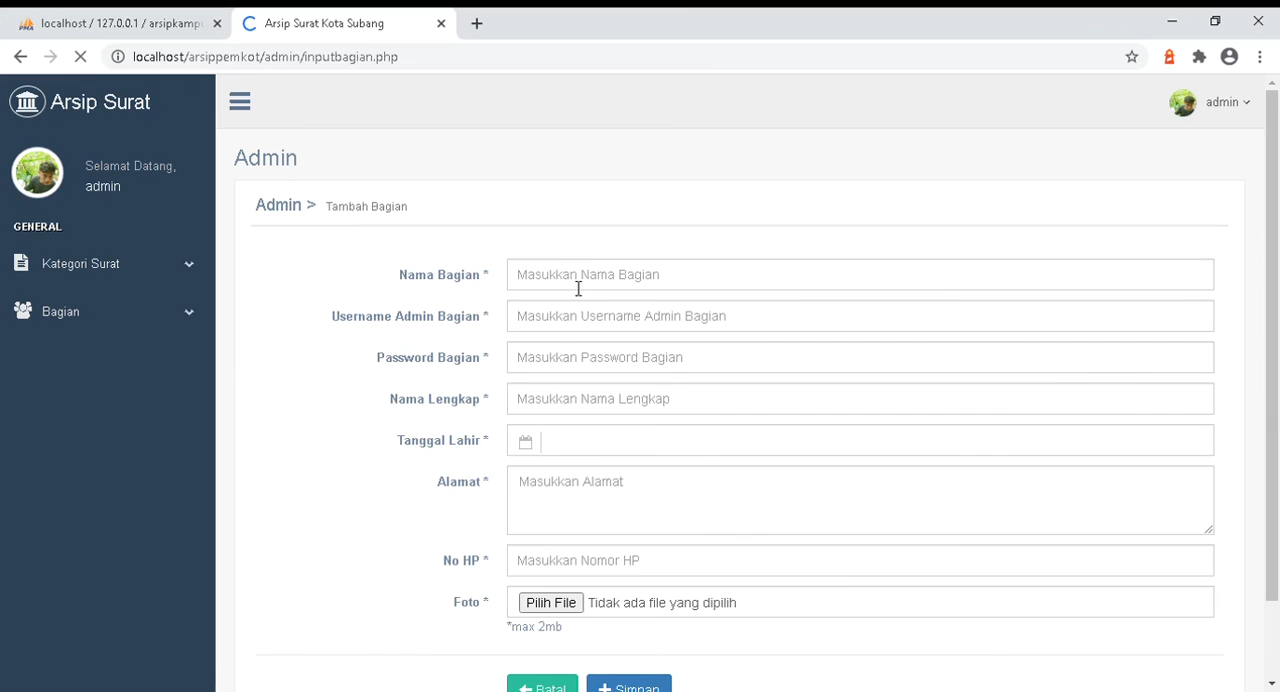 localhost / 127.0.0.1 / arsipkampu
Arsip Surat Kota Subang
localhost/arsippemkot/admin/inputbagian.php
Arsip Surat
admin
Selamat Datang,
admin
GENERAL
Kategori Surat
Bagian
Admin
Admin > Tambah Bagian
Nama Bagian * Masukkan Nama Bagian
Username Admin Bagian * Masukkan Username Admin Bagian
Password Bagian * Masukkan Password Bagian
Nama Lengkap * Masukkan Nama Lengkap
Tanggal Lahir *
Alamat * Masukkan Alamat
No HP * Masukkan Nomor HP
Foto * Pilih File Tidak ada file yang dipilih
*max 2mb
Batal Simpan